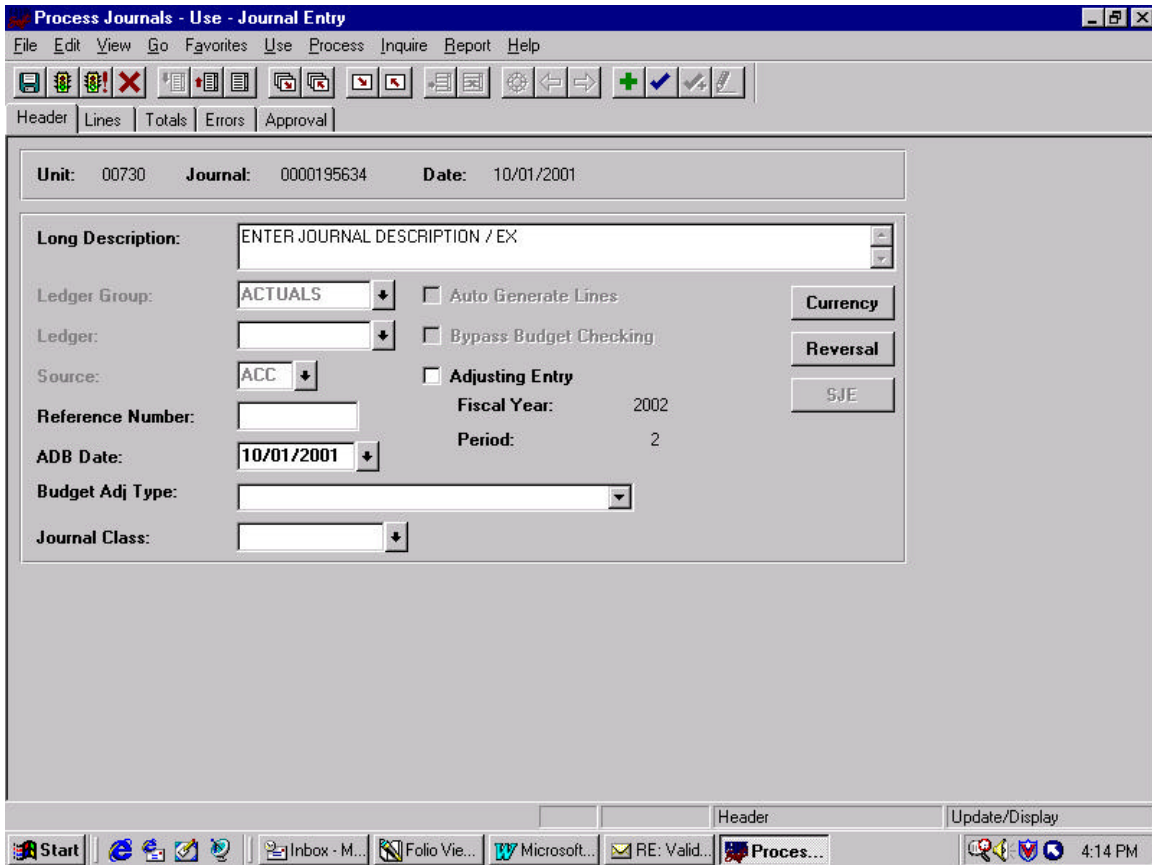 Process Journals - Use - Journal Entry
File Edit View Go Favorites Use Process Inquire Report Help
Header Lines Totals Errors Approval
Unit: 00730 Journal: 0000195634 Date: 10/01/2001
Long Description: ENTER JOURNAL DESCRIPTION / EX
Ledger Group: ACTUALS Auto Generate Lines Currency
Ledger: Bypass Budget Checking Reversal
Source: ACC Adjusting Entry SJE
Reference Number: Fiscal Year: 2002
ADB Date: 10/01/2001 Period: 2
Budget Adj Type:
Journal Class:
Header Update/Display
Start Inbox - M... Folio Vie... Microsoft... RE: Valid... Proces... 4:14 PM